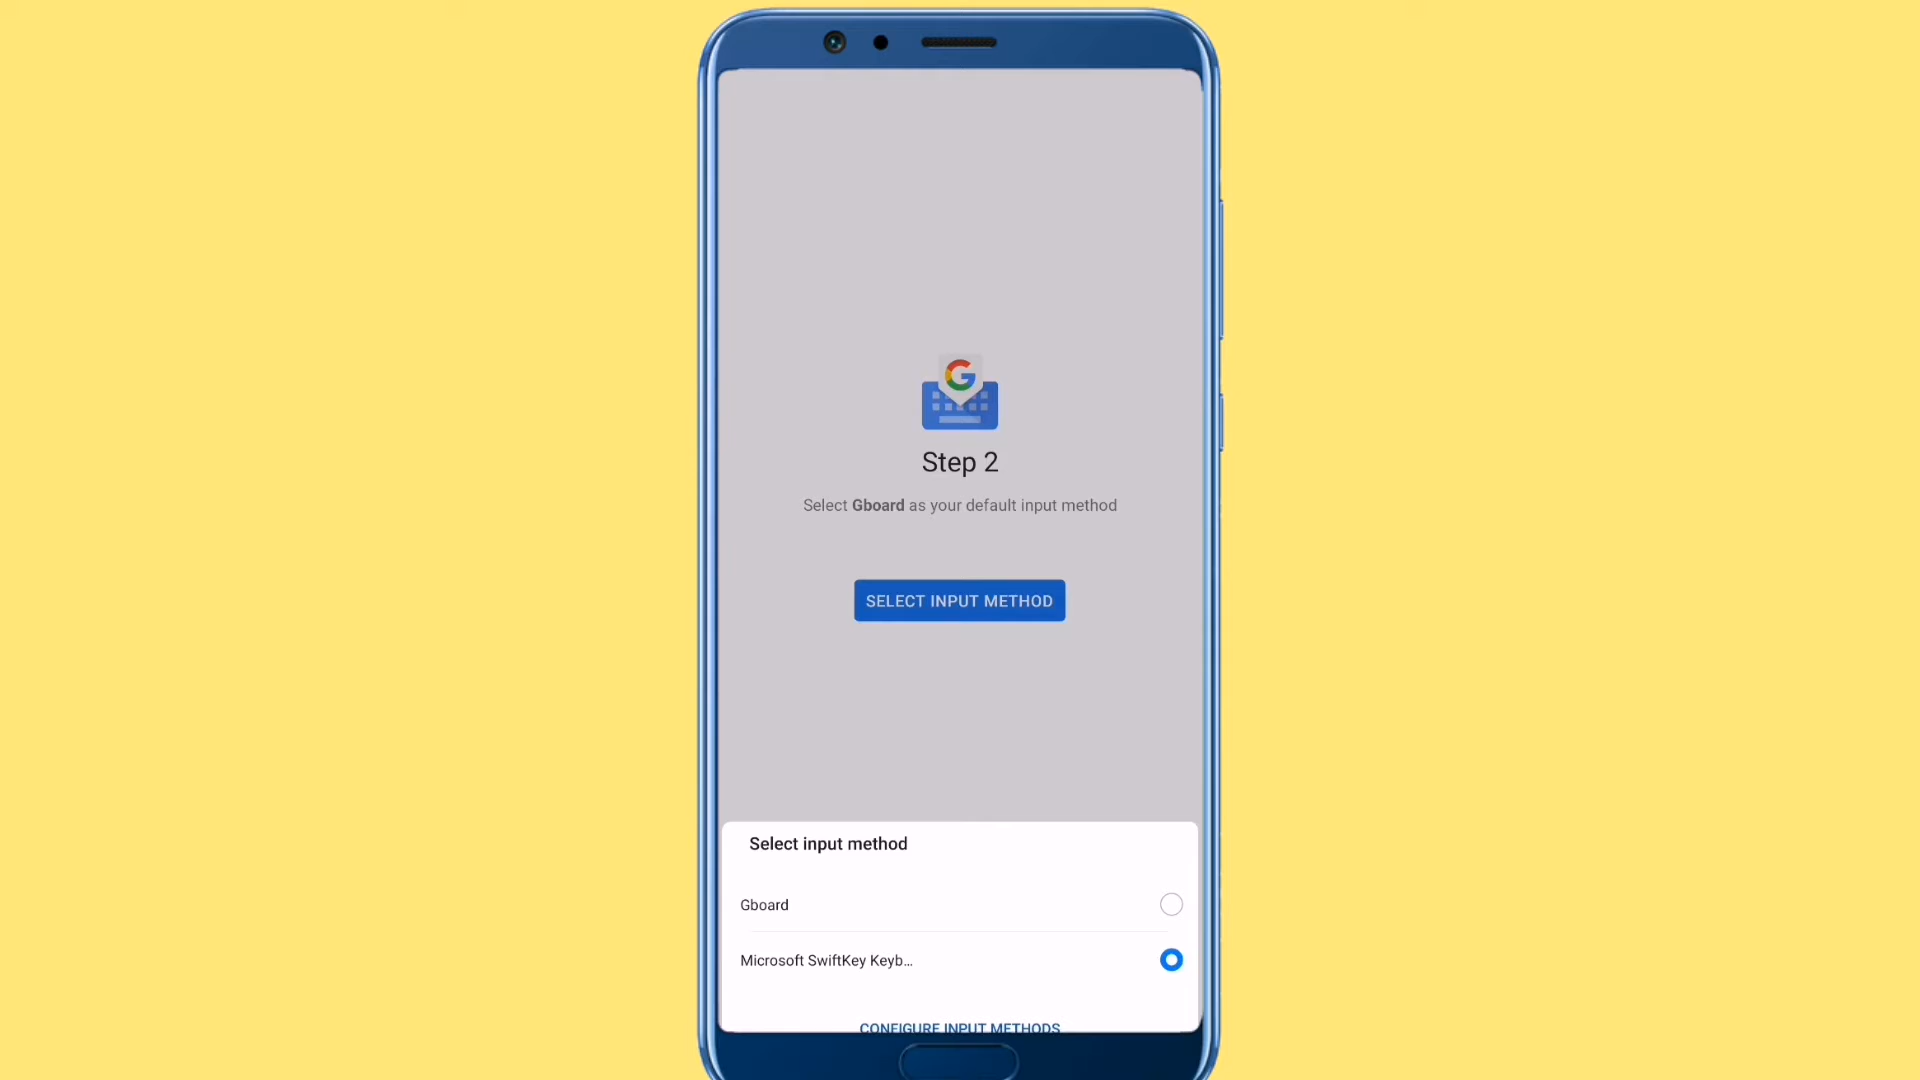 Step 2
Select Gboard as your default input method
SELECT INPUT METHOD
Select input method
Gboard
Microsoft SwiftKey Keyb...
CONFIGURE INPUT METHODS